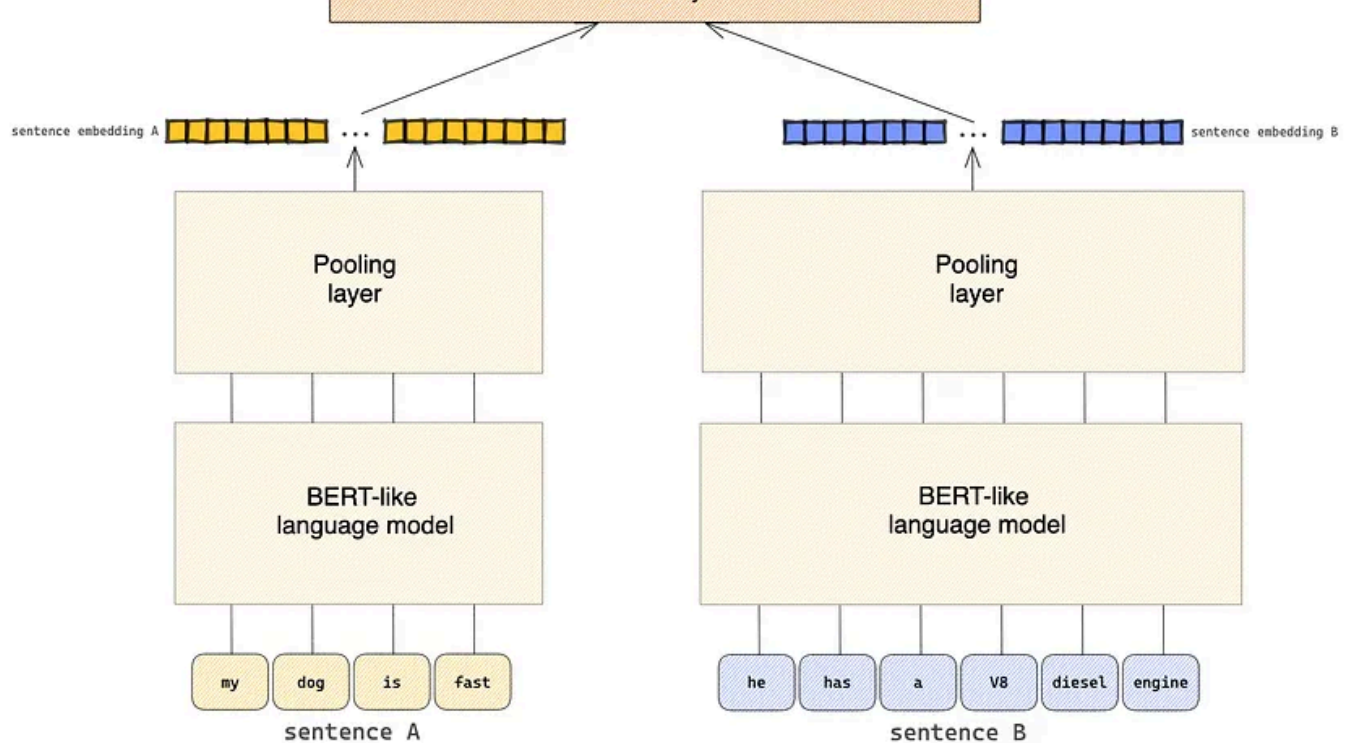 sentence embedding A
...
...
sentence embedding B
Pooling
layer
Pooling
layer
BERT-like
language model
BERT-like
language model
my dog is fast
he has a V8 diesel engine
sentence A
sentence B